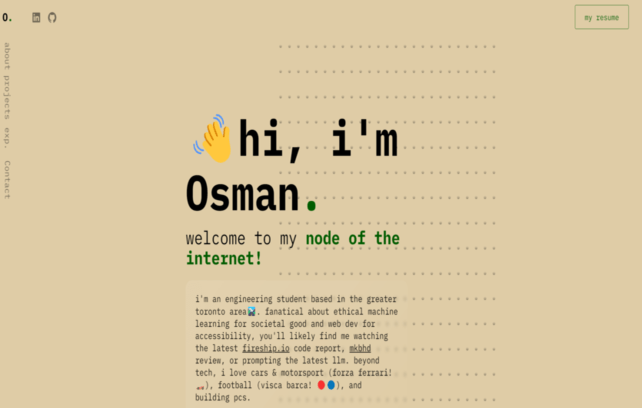 O.
my resume
about projects exp. Contact
👋hi, i'm
Osman.
welcome to my node of the
internet!
i'm an engineering student based in the greater
toronto area. fanatical about ethical machine
learning for societal good and web dev for
accessibility, you'll likely find me watching
the latest fireship.io code report, mkbhd
review, or prompting the latest llm. beyond
tech, i love cars & motorsport (forza ferrari!
🏎️), football (visca barca! 🔴🔵), and
building pcs.